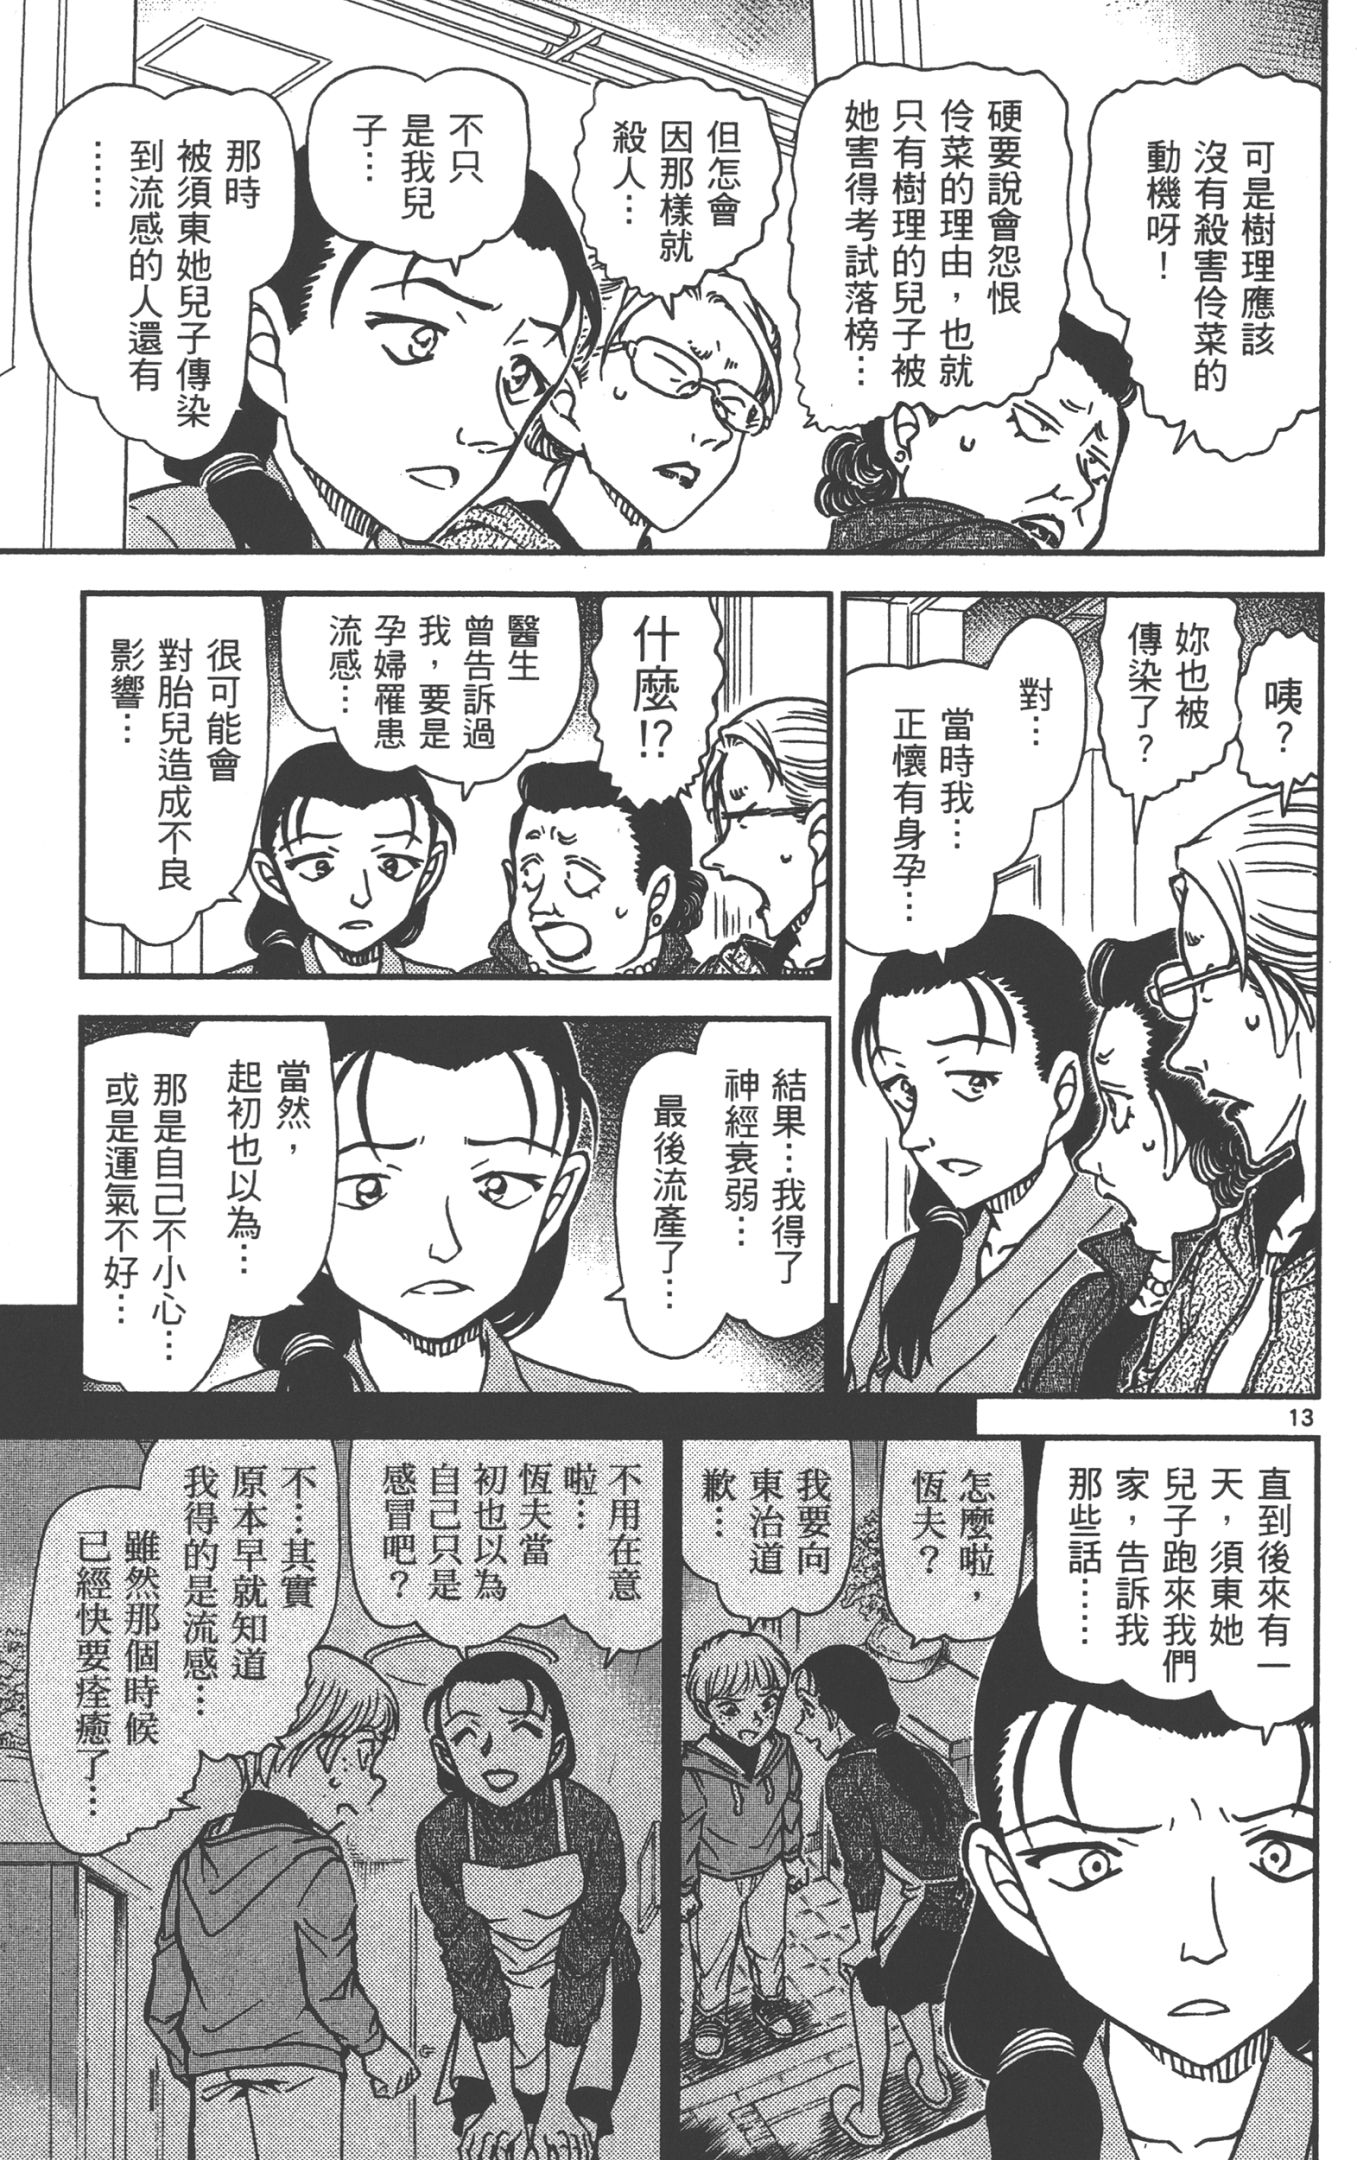 可是樹理應該
沒有殺害伶菜的
動機呀！
硬要說會怨恨
伶菜的理由，也就
只有樹理的兒子被
她害得考試落榜…
但怎會
因那樣就
殺人…
不只
是我兒
子…
那時
被須東她兒子傳染
到流感的人還有
……
咦？
妳也被
傳染了？
對…
當時我…
正懷有身孕…
什麼!?
醫生
曾告訴過
我，要是
孕婦罹患
流感…
很可能會
對胎兒造成不良
影響…
結果…我得了
神經衰弱…
最後流產了…
當然，
起初也以為…
那是自己不小心…
或是運氣不好…
13
直到後來有一
天，須東她
兒子跑來我們
家，告訴我
那些話……
怎麼啦，
恆夫？
我要向
東治道
歉…
不用在意
啦…
恆夫當
初也以為
自己只是
感冒吧？
不…其實
原本早就知道
我得的是流感…
雖然那個時候
已經快要痊癒了…